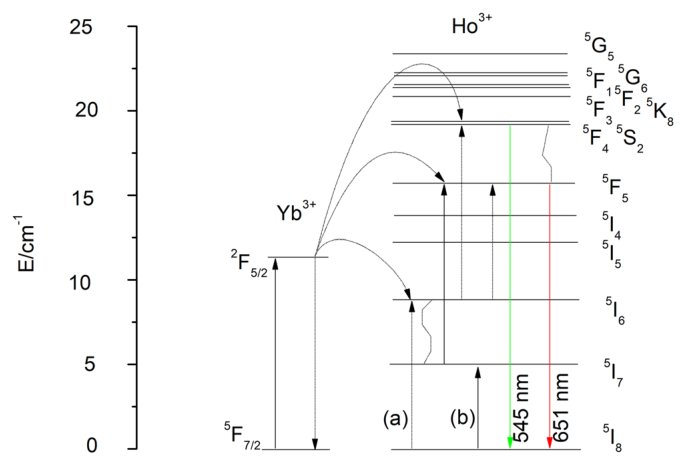 Ho³⁺
25
⁵G₅
⁵F₁ ⁵G₆
⁵F₂ ⁵K₈
20
⁵F₃
⁵F₄ ⁵S₂
15
⁵F₅
Yb³⁺
⁵I₄
E/cm⁻¹
²F₅/₂
⁵I₅
10
⁵I₆
5
⁵I₇
(a)
(b)
545 nm
651 nm
⁵F₇/₂
0
⁵I₈